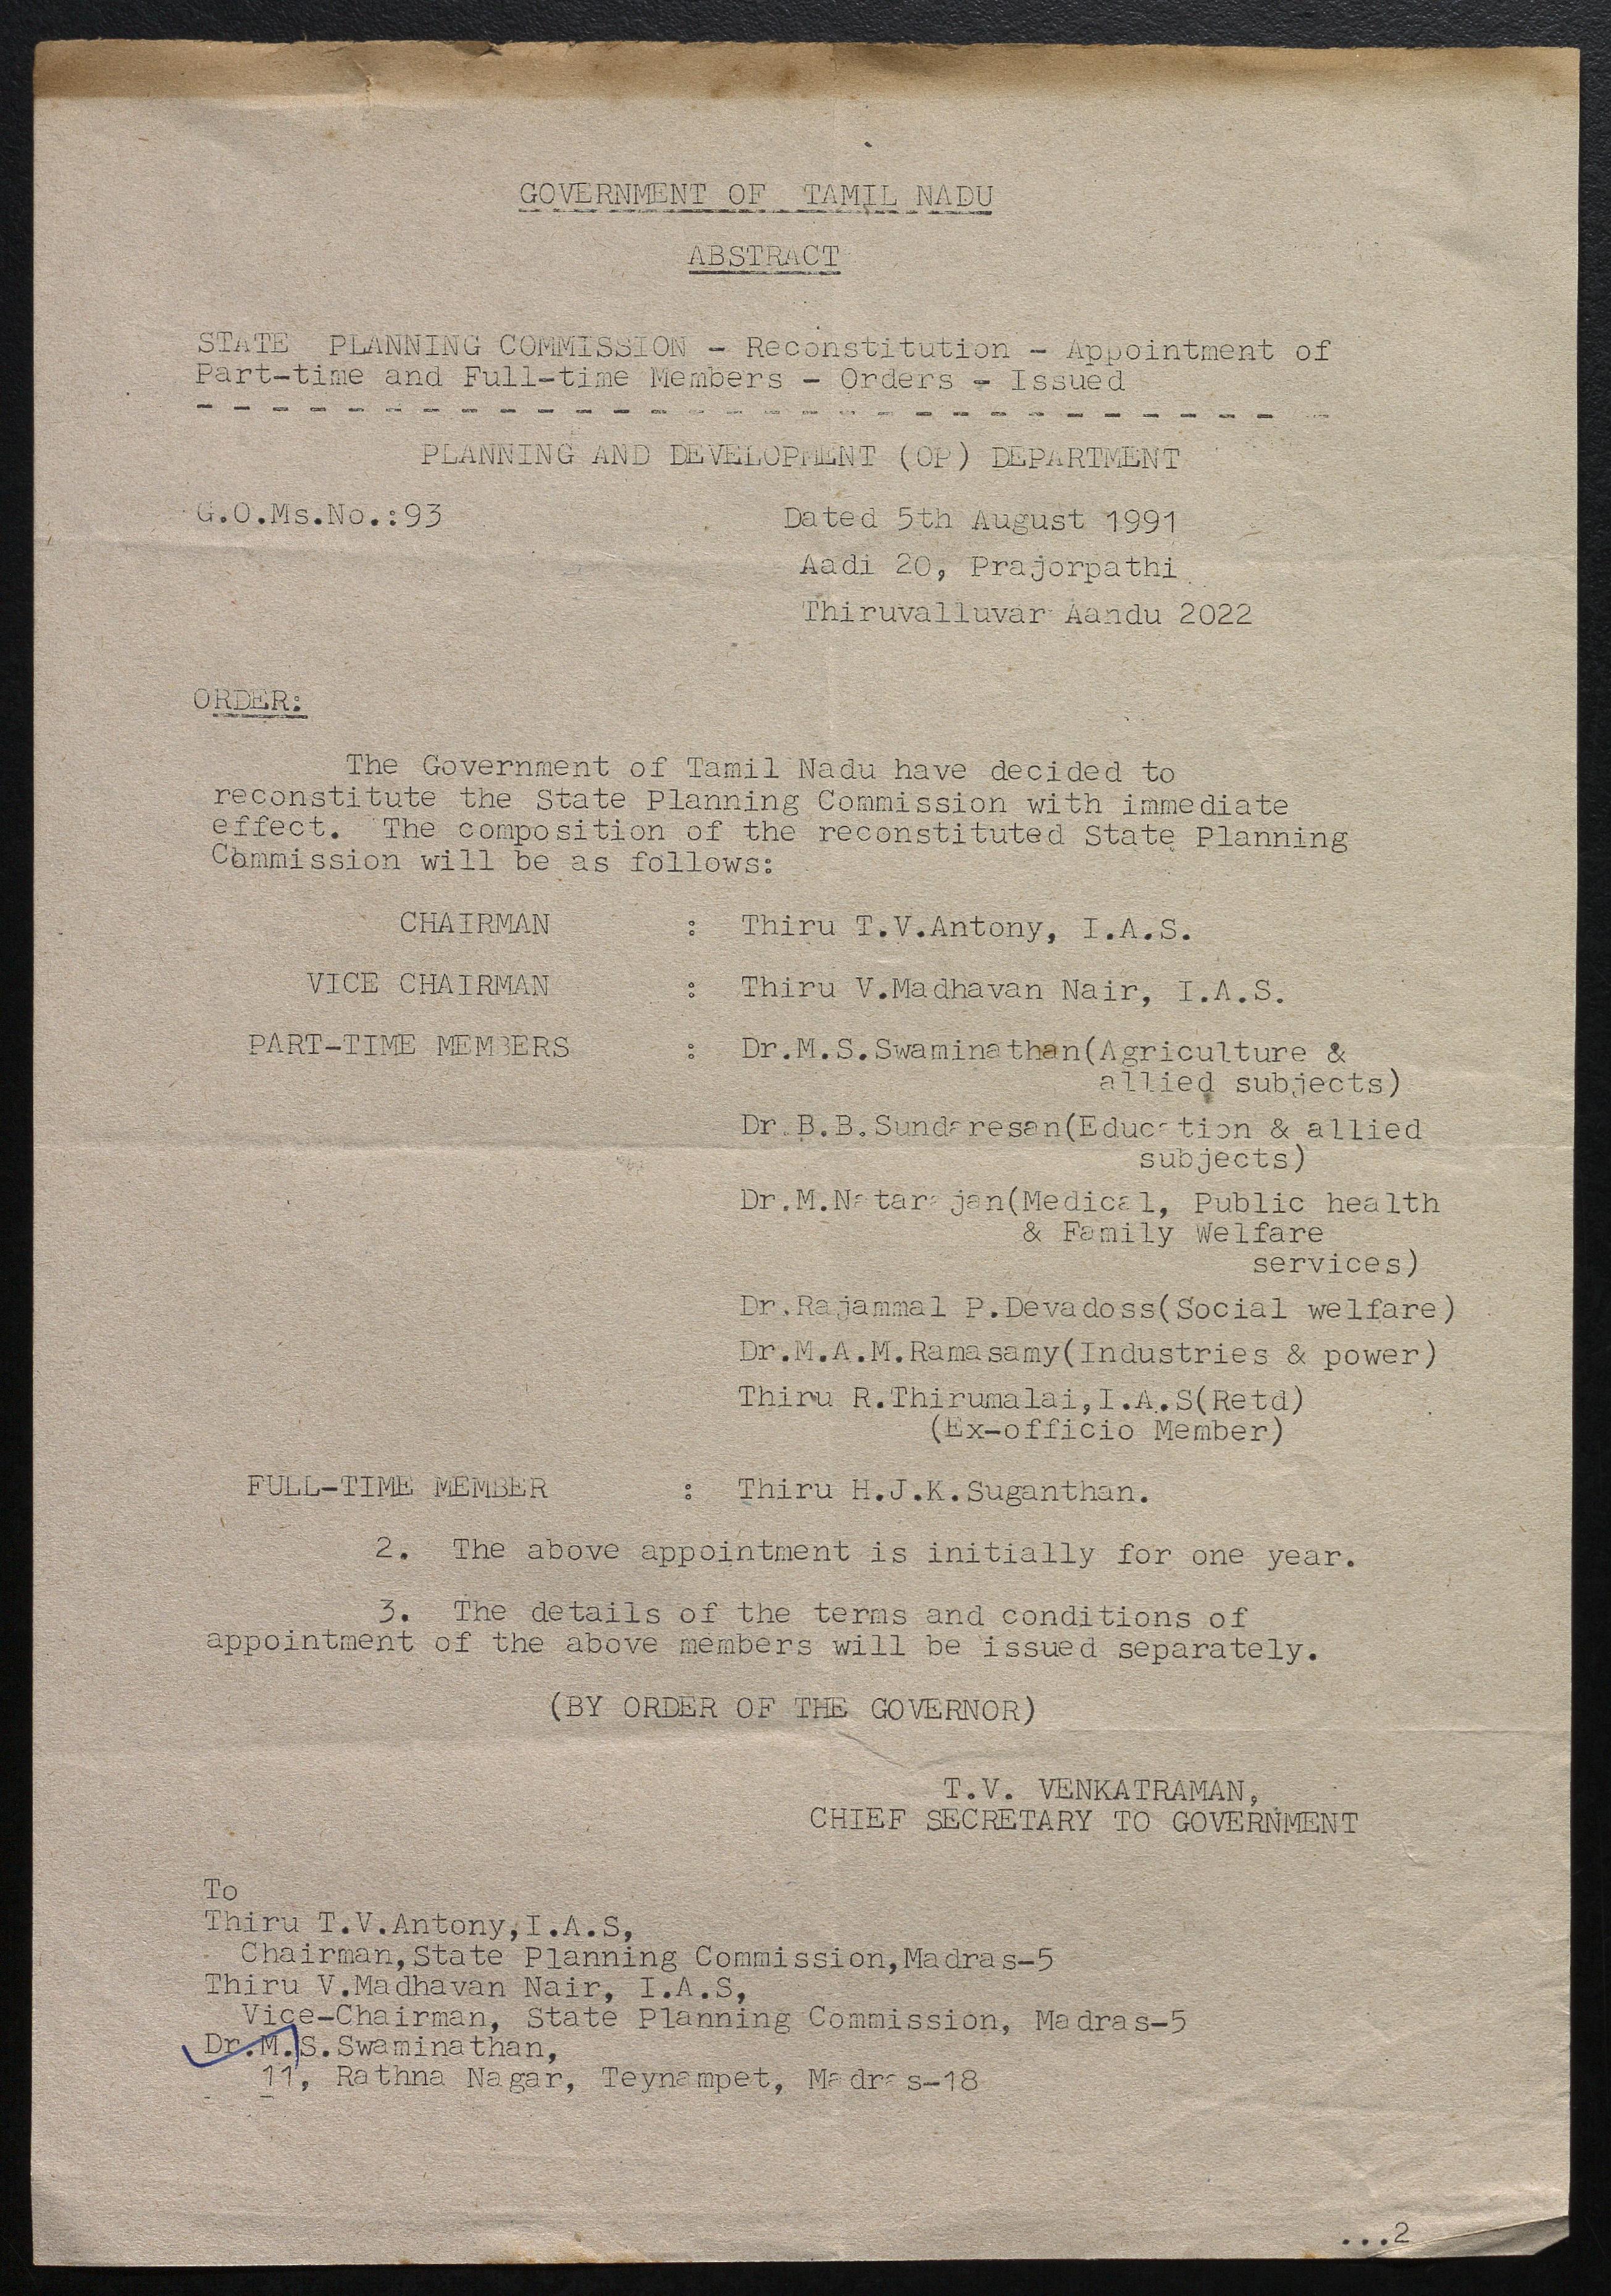 GOVERNMENT OF TAMIL NADU
ABSTRACT
STATE PLANNING COMMISSION - Reconstitution - Appointment of
Part-time and Full-time Members - Orders - Issued
PLANNING AND DEVELOPMENT (OP) DEPARTMENT
G.O.Ms.No.:93
Dated 5th August 1991
Aadi 20, Prajorpathi
Thiruvalluvar Aandu 2022
ORDER:
The Government of Tamil Nadu have decided to
reconstitute the State Planning Commission with immediate
effect. The composition of the reconstituted State Planning
Commission will be as follows:
CHAIRMAN : Thiru T.V.Antony, I.A.S.
VICE CHAIRMAN : Thiru V.Madhavan Nair, I.A.S.
PART-TIME MEMBERS : Dr.M.S.Swaminathan(Agriculture &
allied subjects)
Dr.B.B.Sundaresan(Education & allied
subjects)
Dr.M.Natarajan(Medical, Public health
& Family Welfare
services)
Dr.Rajammal P.Devadoss(Social welfare)
Dr.M.A.M.Ramasamy(Industries & power)
Thiru R.Thirumalai,I.A.S(Retd)
(Ex-officio Member)
FULL-TIME MEMBER : Thiru H.J.K.Suganthan.
2. The above appointment is initially for one year.
3. The details of the terms and conditions of
appointment of the above members will be issued separately.
(BY ORDER OF THE GOVERNOR)
T.V. VENKATRAMAN,
CHIEF SECRETARY TO GOVERNMENT
To
Thiru T.V.Antony,I.A.S,
Chairman,State Planning Commission,Madras-5
Thiru V.Madhavan Nair, I.A.S,
Vice-Chairman, State Planning Commission, Madras-5
Dr.M.S.Swaminathan,
11, Rathna Nagar, Teynampet, Madras-18
...2